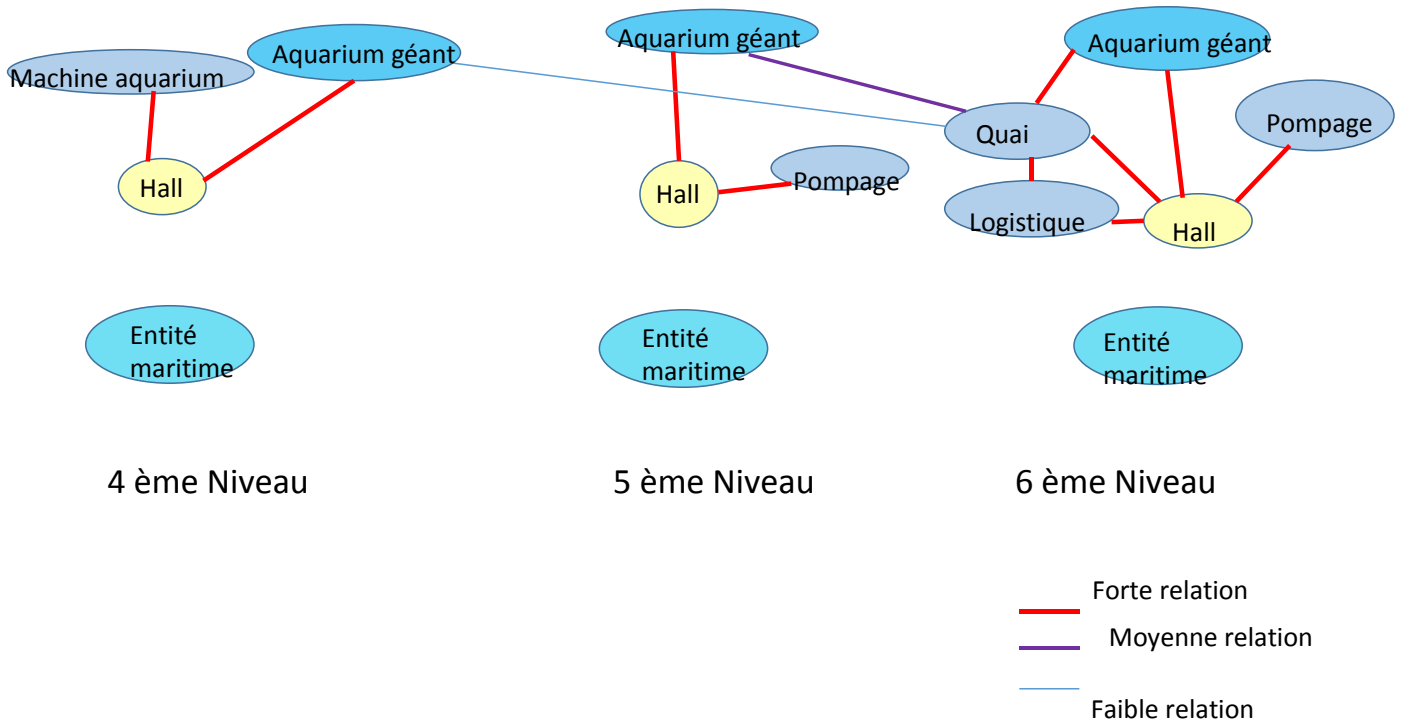 Machine aquarium
Aquarium géant
Hall
Entité
maritime
4 ème Niveau
Aquarium géant
Hall
Pompage
Entité
maritime
5 ème Niveau
Aquarium géant
Quai
Pompage
Logistique
Hall
Entité
maritime
6 ème Niveau
Forte relation
Moyenne relation
Faible relation